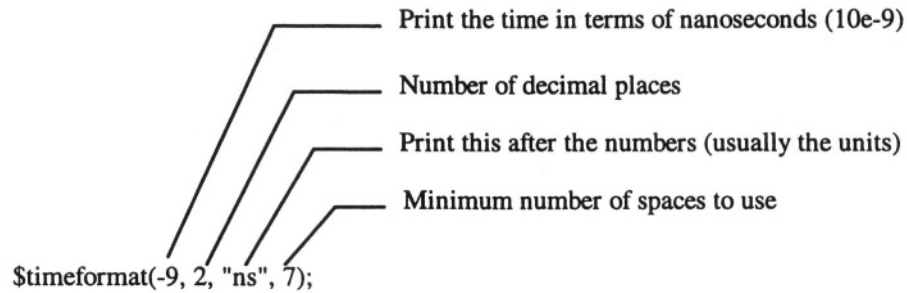 Print the time in terms of nanoseconds (10e-9)
Number of decimal places
Print this after the numbers (usually the units)
Minimum number of spaces to use
$timeformat(-9, 2, "ns", 7);